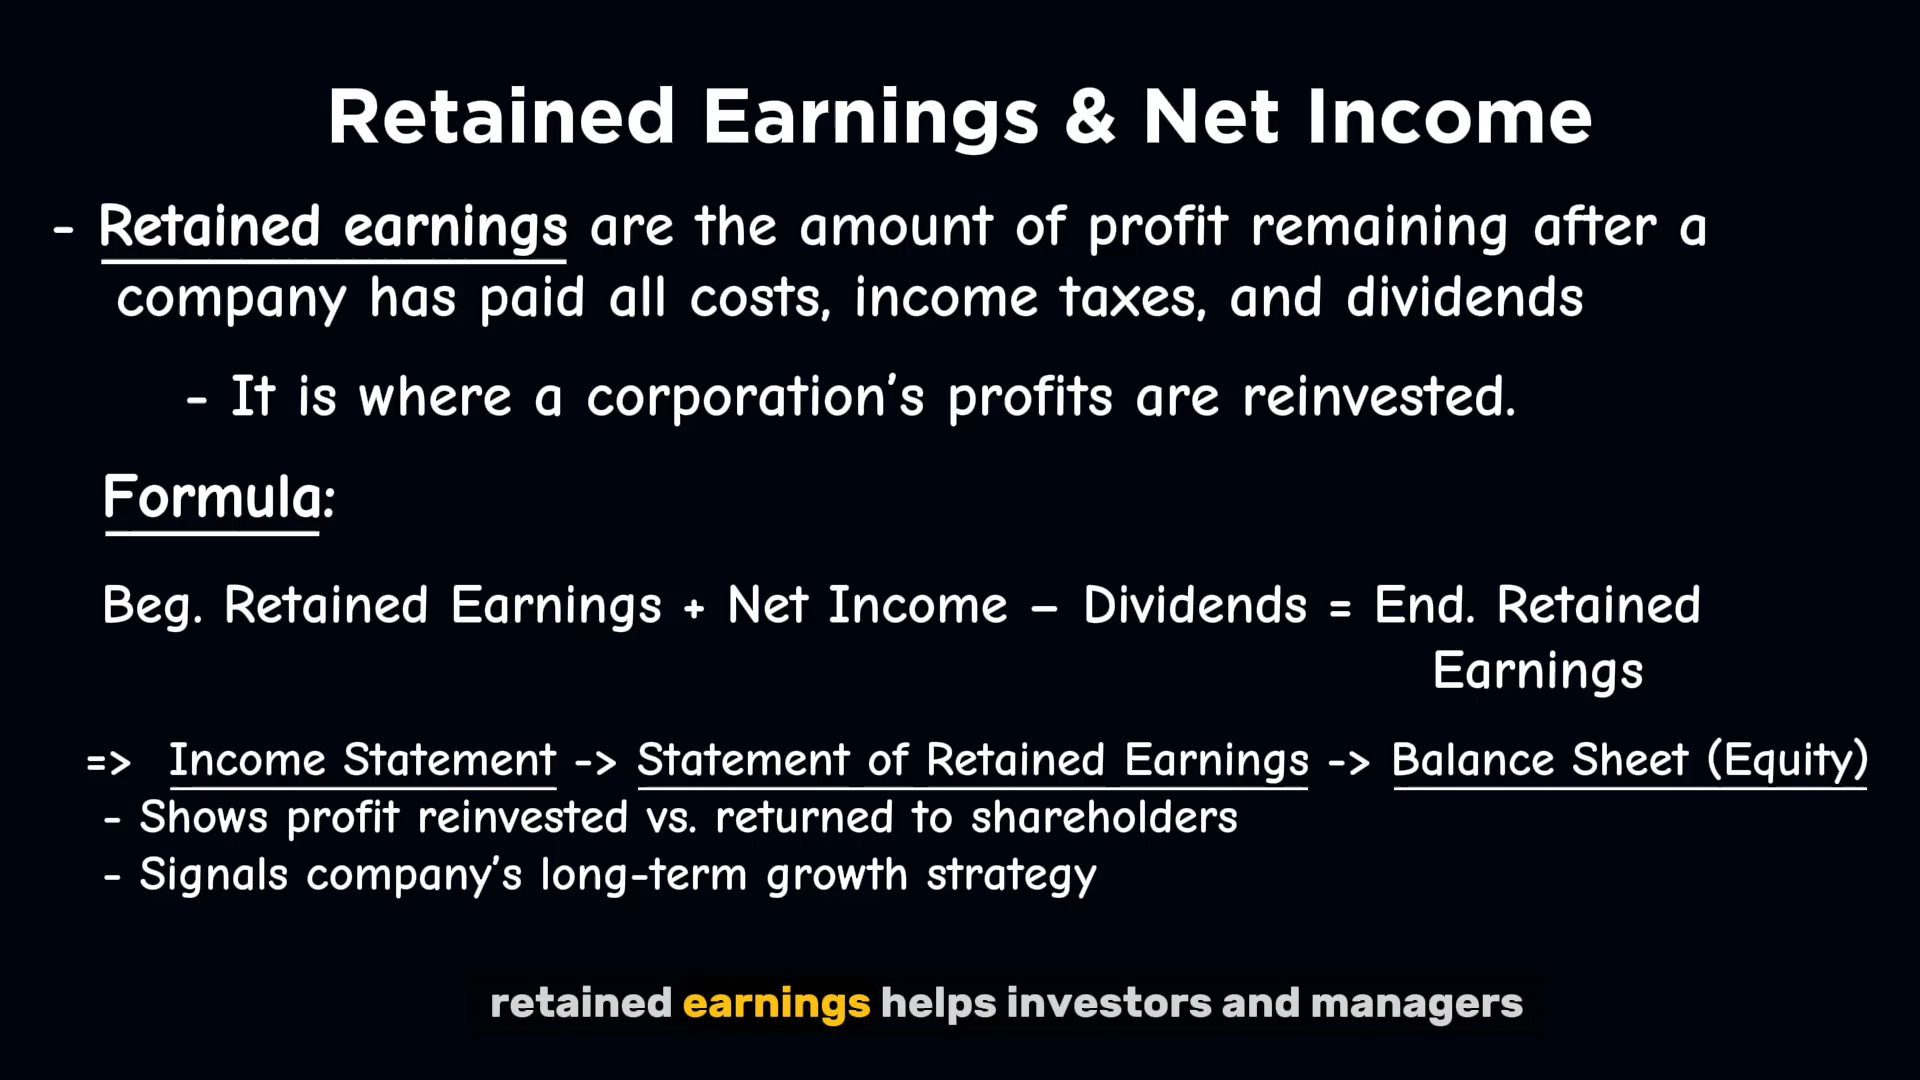 Retained Earnings & Net Income
- Retained earnings are the amount of profit remaining after a
company has paid all costs, income taxes, and dividends
- It is where a corporation's profits are reinvested.
Formula:
Beg. Retained Earnings + Net Income – Dividends = End. Retained
Earnings
=> Income Statement -> Statement of Retained Earnings -> Balance Sheet (Equity)
- Shows profit reinvested vs. returned to shareholders
- Signals company's long-term growth strategy
retained earnings helps investors and managers